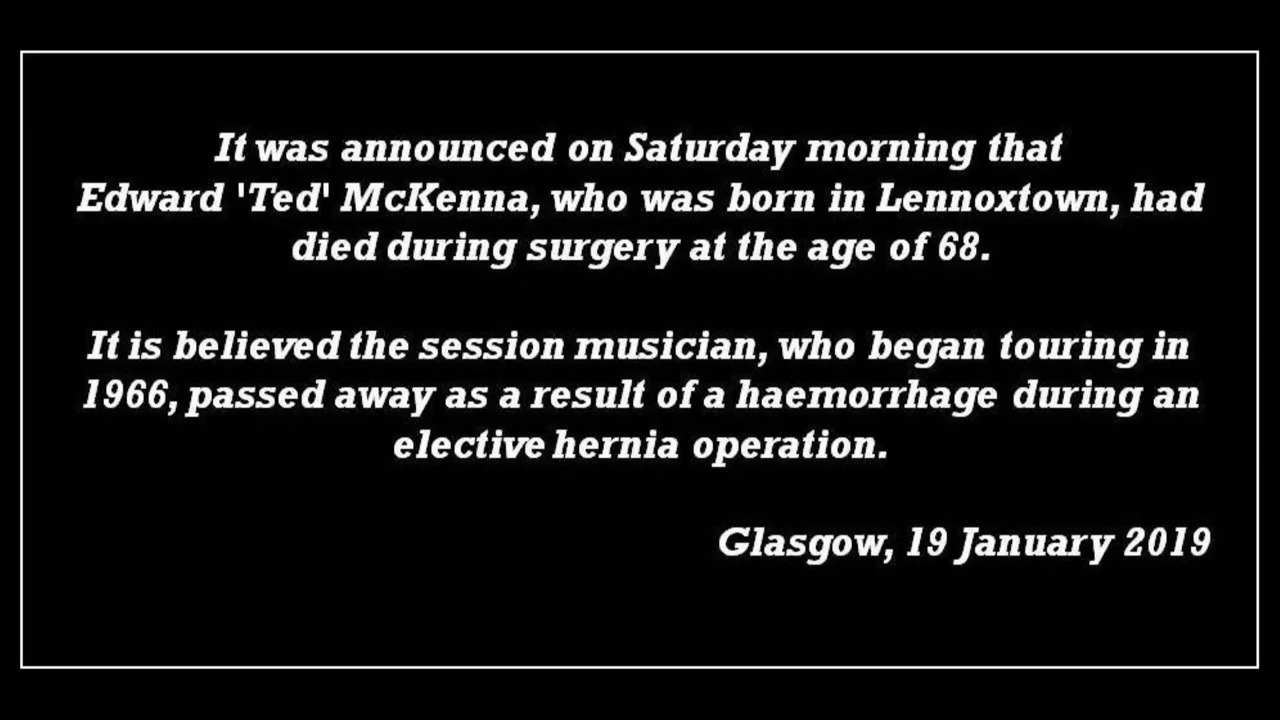 It was announced on Saturday morning that
Edward 'Ted' McKenna, who was born in Lennoxtown, had
died during surgery at the age of 68.
It is believed the session musician, who began touring in
1966, passed away as a result of a haemorrhage during an
elective hernia operation.
Glasgow, 19 January 2019